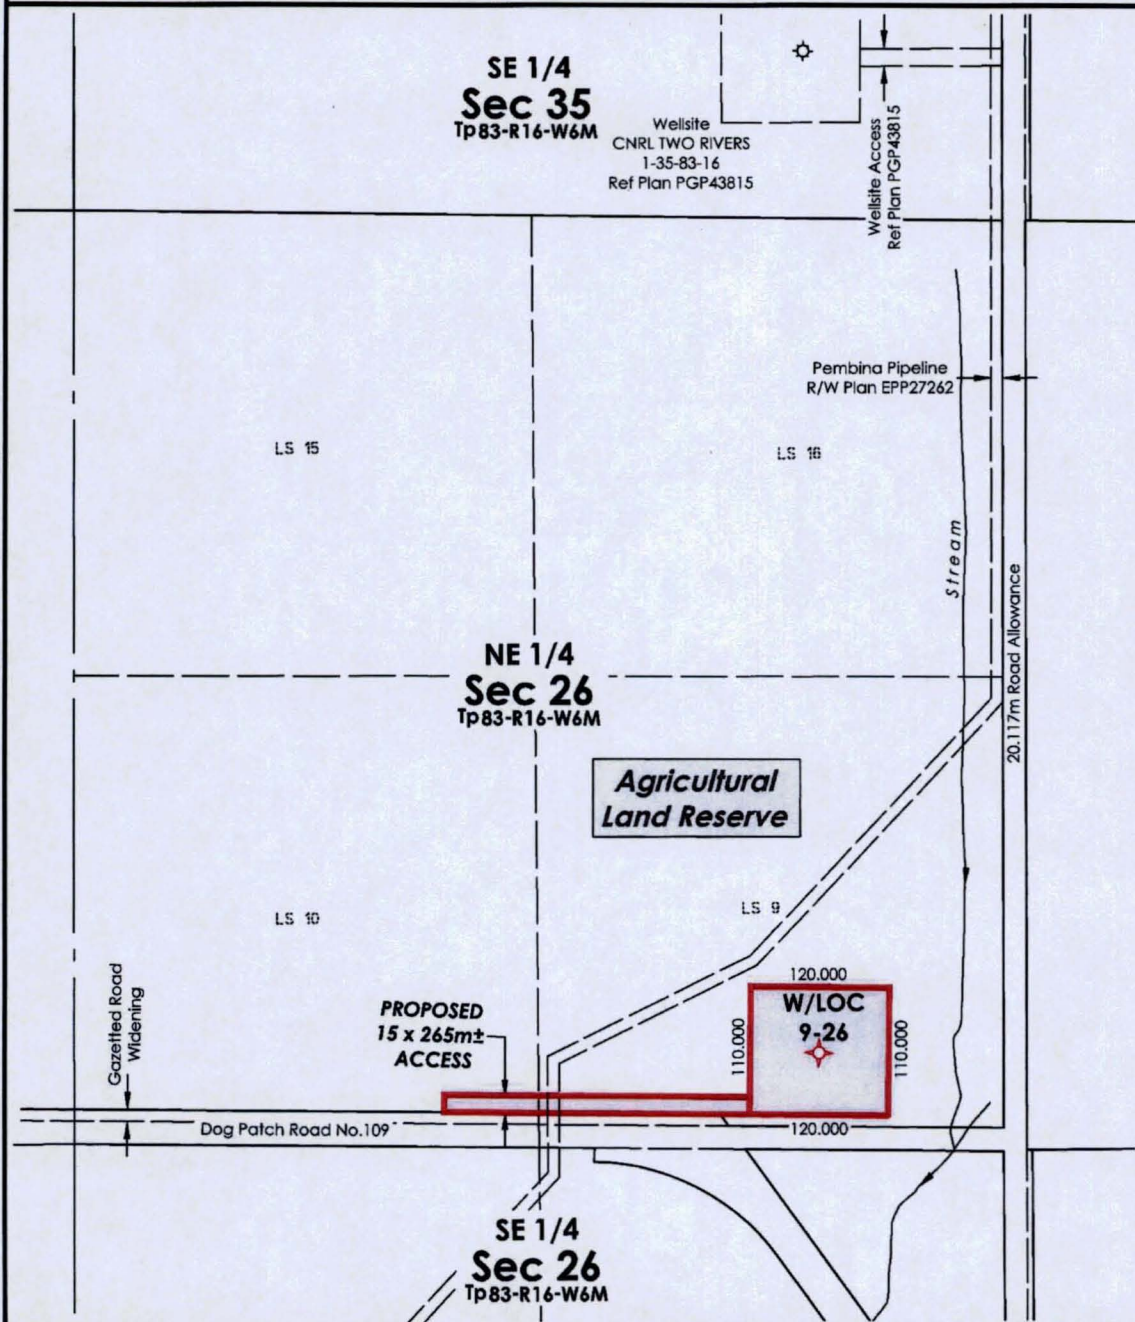 SE 1/4
Sec 35
Tp83-R16-W6M
Wellsite
CNRL TWO RIVERS
1-35-83-16
Ref Plan PGP43815
Wellsite Access
Ref Plan PGP43815
Pembina Pipeline
R/W Plan EPP27262
LS 15
LS 16
Stream
20.117m Road Allowance
NE 1/4
Sec 26
Tp83-R16-W6M
Agricultural
Land Reserve
LS 10
LS 9
Gazetted Road
Widening
PROPOSED
15 x 265m±
ACCESS
120.000
W/LOC
9-26
110.000
110.000
120.000
Dog Patch Road No.109
SE 1/4
Sec 26
Tp83-R16-W6M